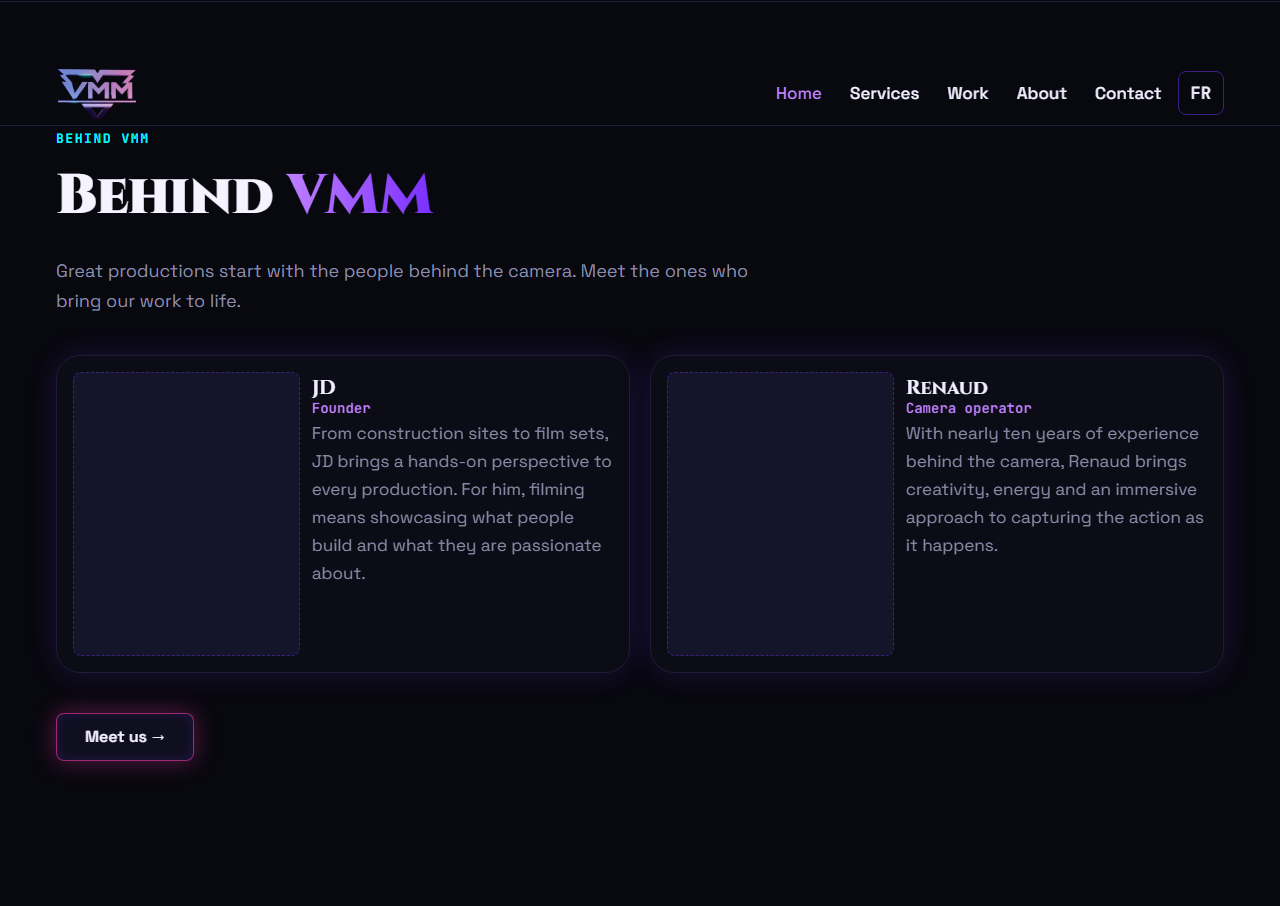 VMM
Home Services Work About Contact FR
BEHIND VMM
Behind VMM
Great productions start with the people behind the camera. Meet the ones who
bring our work to life.
JD
Founder
From construction sites to film sets,
JD brings a hands-on perspective to
every production. For him, filming
means showcasing what people
build and what they are passionate
about.
Renaud
Camera operator
With nearly ten years of experience
behind the camera, Renaud brings
creativity, energy and an immersive
approach to capturing the action as
it happens.
Meet us →